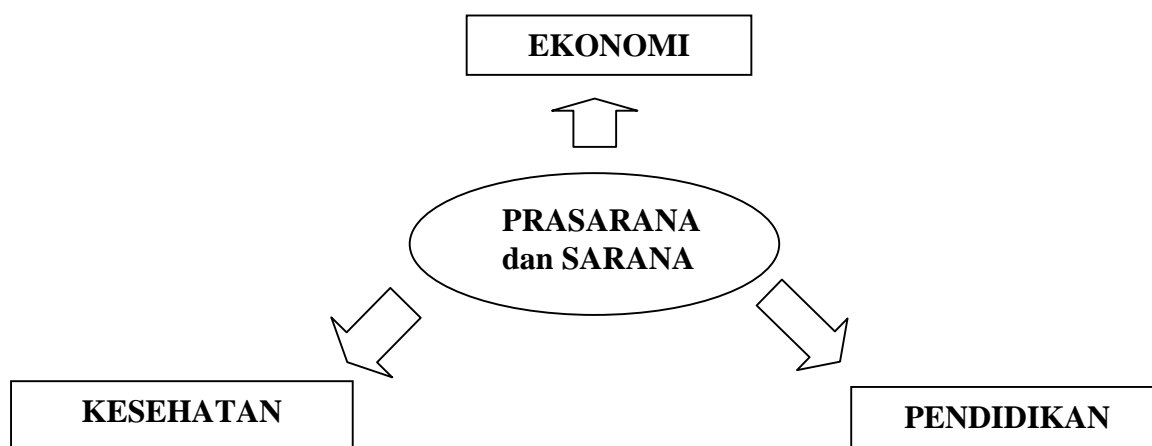 EKONOMI
PRASARANA
dan SARANA
KESEHATAN
PENDIDIKAN